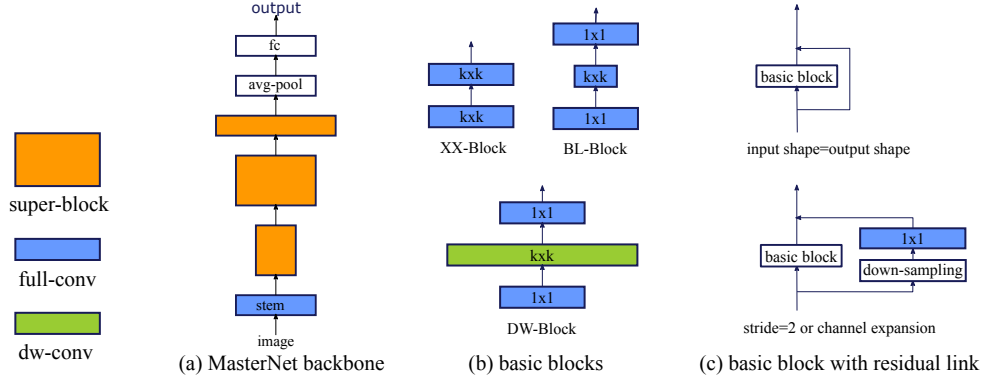 super-block
full-conv
dw-conv
output
fc
avg-pool
stem
image
(a) MasterNet backbone
kxk
kxk
XX-Block
1x1
kxk
1x1
BL-Block
1x1
kxk
1x1
DW-Block
(b) basic blocks
basic block
input shape=output shape
basic block
1x1
down-sampling
stride=2 or channel expansion
(c) basic block with residual link